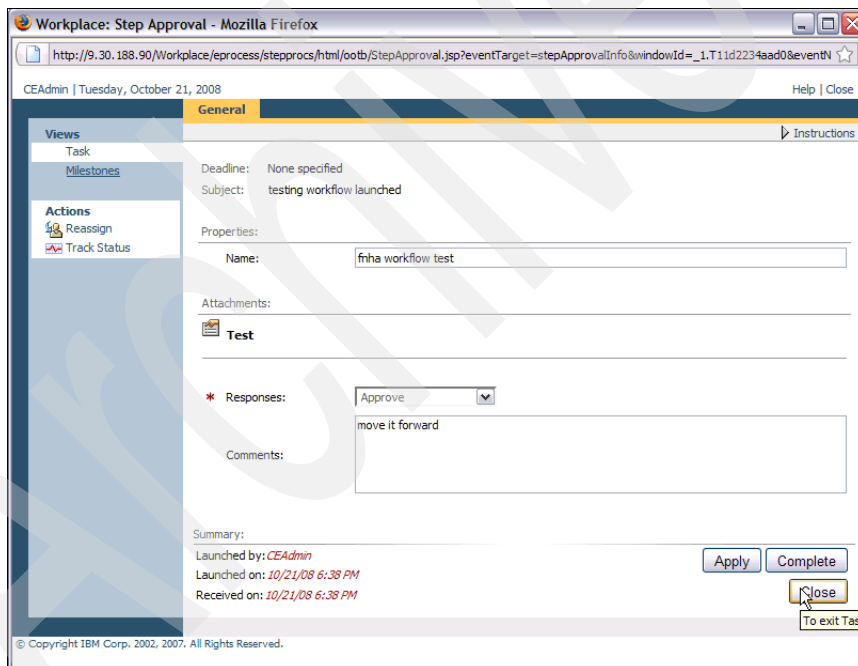 Workplace: Step Approval - Mozilla Firefox
http://9.30.188.90/Workplace/eprocess/stepprocs/html/ootb/StepApproval.jsp?eventTarget=stepApprovalInfo&windowId=_1.T11d2234aad0&eventN
CEAdmin | Tuesday, October 21, 2008
Help | Close
General
Instructions
Views
Task
Milestones
Actions
Reassign
Track Status
Deadline: None specified
Subject: testing workflow launched
Properties:
Name: fnha workflow test
Attachments:
Test
* Responses: Approve
Comments: move it forward
Summary:
Launched by: CEAdmin
Launched on: 10/21/08 6:38 PM
Received on: 10/21/08 6:38 PM
Apply Complete
Close
To exit Tas
© Copyright IBM Corp. 2002, 2007. All Rights Reserved.